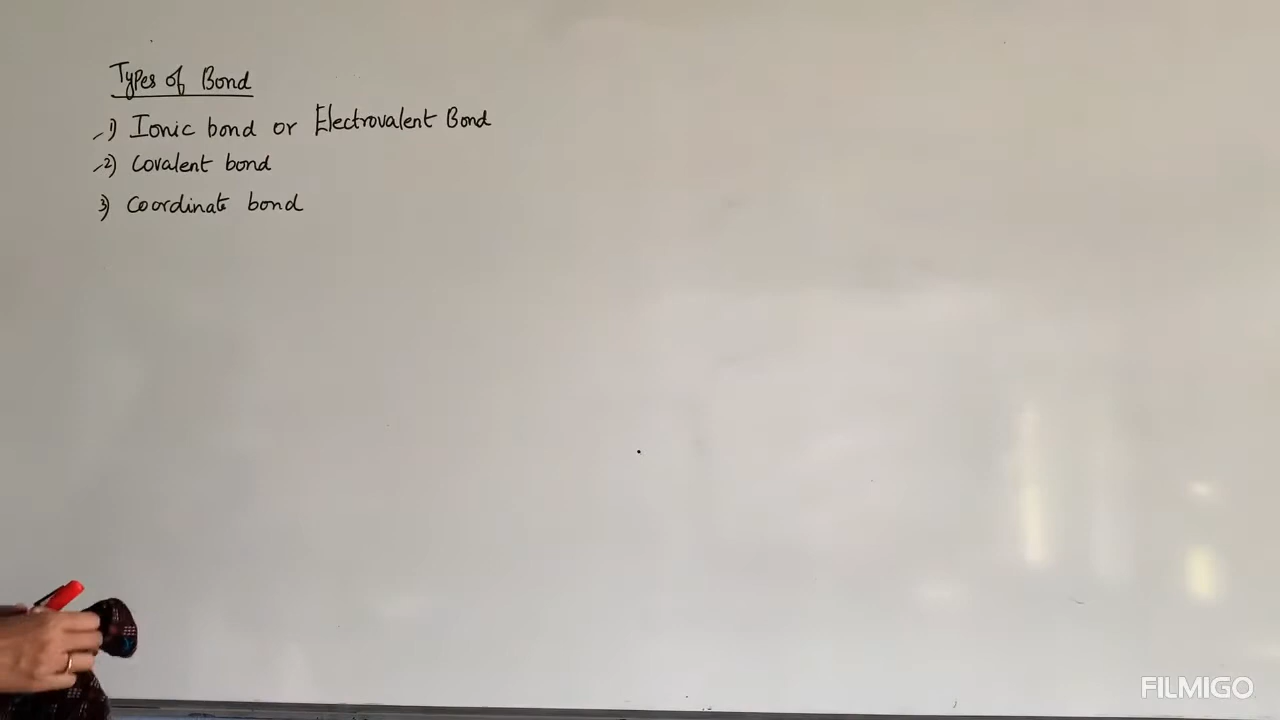 Types of Bond
1) Ionic bond or Electrovalent Bond
2) Covalent bond
3) Coordinate bond
FILMIGO